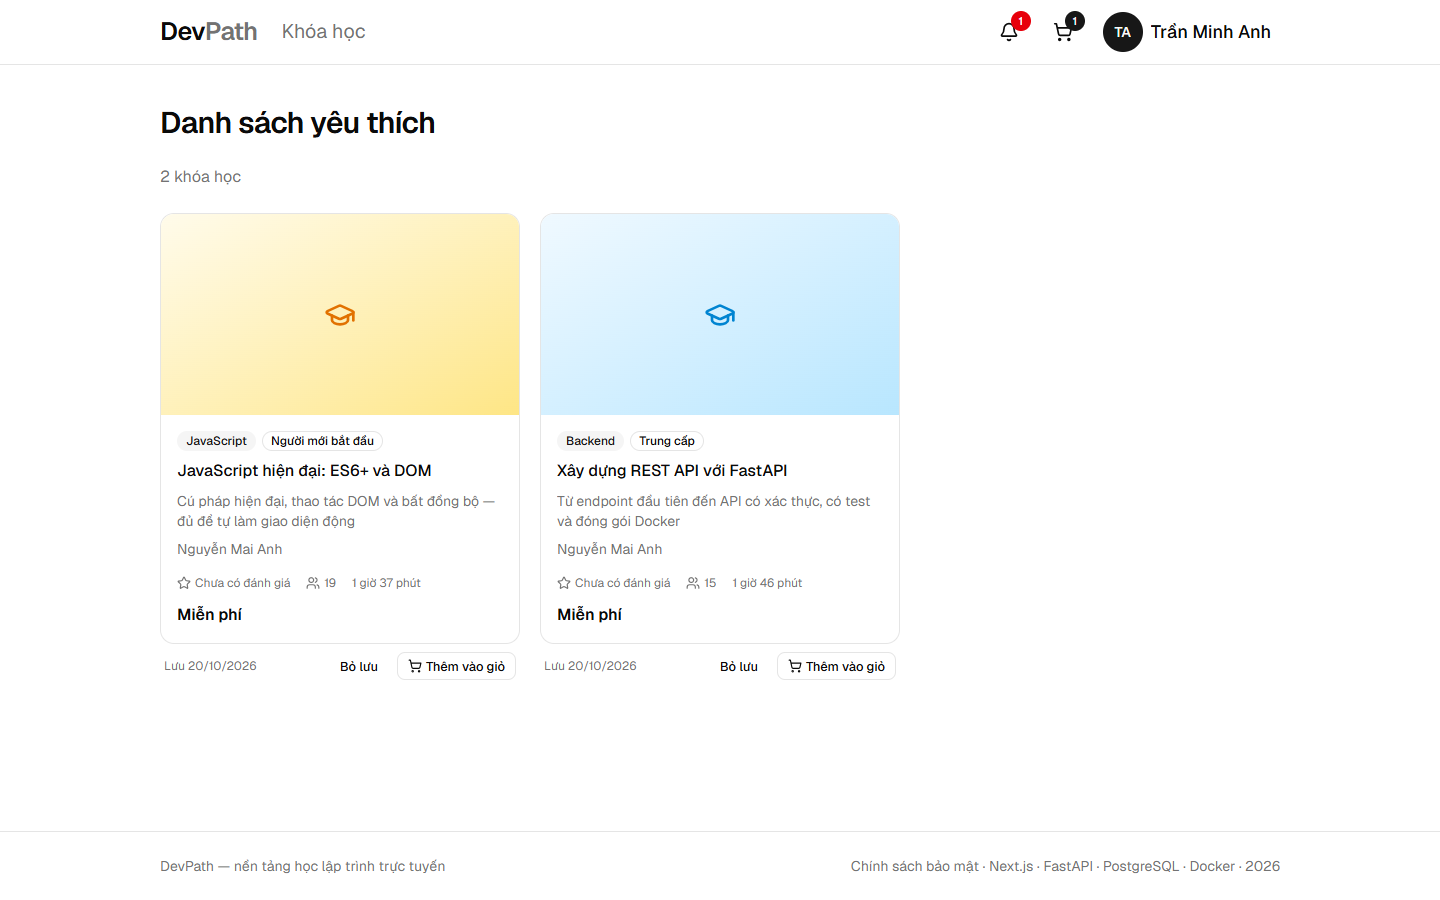 DevPath Khóa học 1 1 TA Trần Minh Anh
Danh sách yêu thích
2 khóa học
JavaScript Người mới bắt đầu
JavaScript hiện đại: ES6+ và DOM
Cú pháp hiện đại, thao tác DOM và bất đồng bộ —
đủ để tự làm giao diện động
Nguyễn Mai Anh
Chưa có đánh giá 19 1 giờ 37 phút
Miễn phí
Lưu 20/10/2026 Bỏ lưu Thêm vào giỏ
Backend Trung cấp
Xây dựng REST API với FastAPI
Từ endpoint đầu tiên đến API có xác thực, có test
và đóng gói Docker
Nguyễn Mai Anh
Chưa có đánh giá 15 1 giờ 46 phút
Miễn phí
Lưu 20/10/2026 Bỏ lưu Thêm vào giỏ
DevPath — nền tảng học lập trình trực tuyến
Chính sách bảo mật · Next.js · FastAPI · PostgreSQL · Docker · 2026